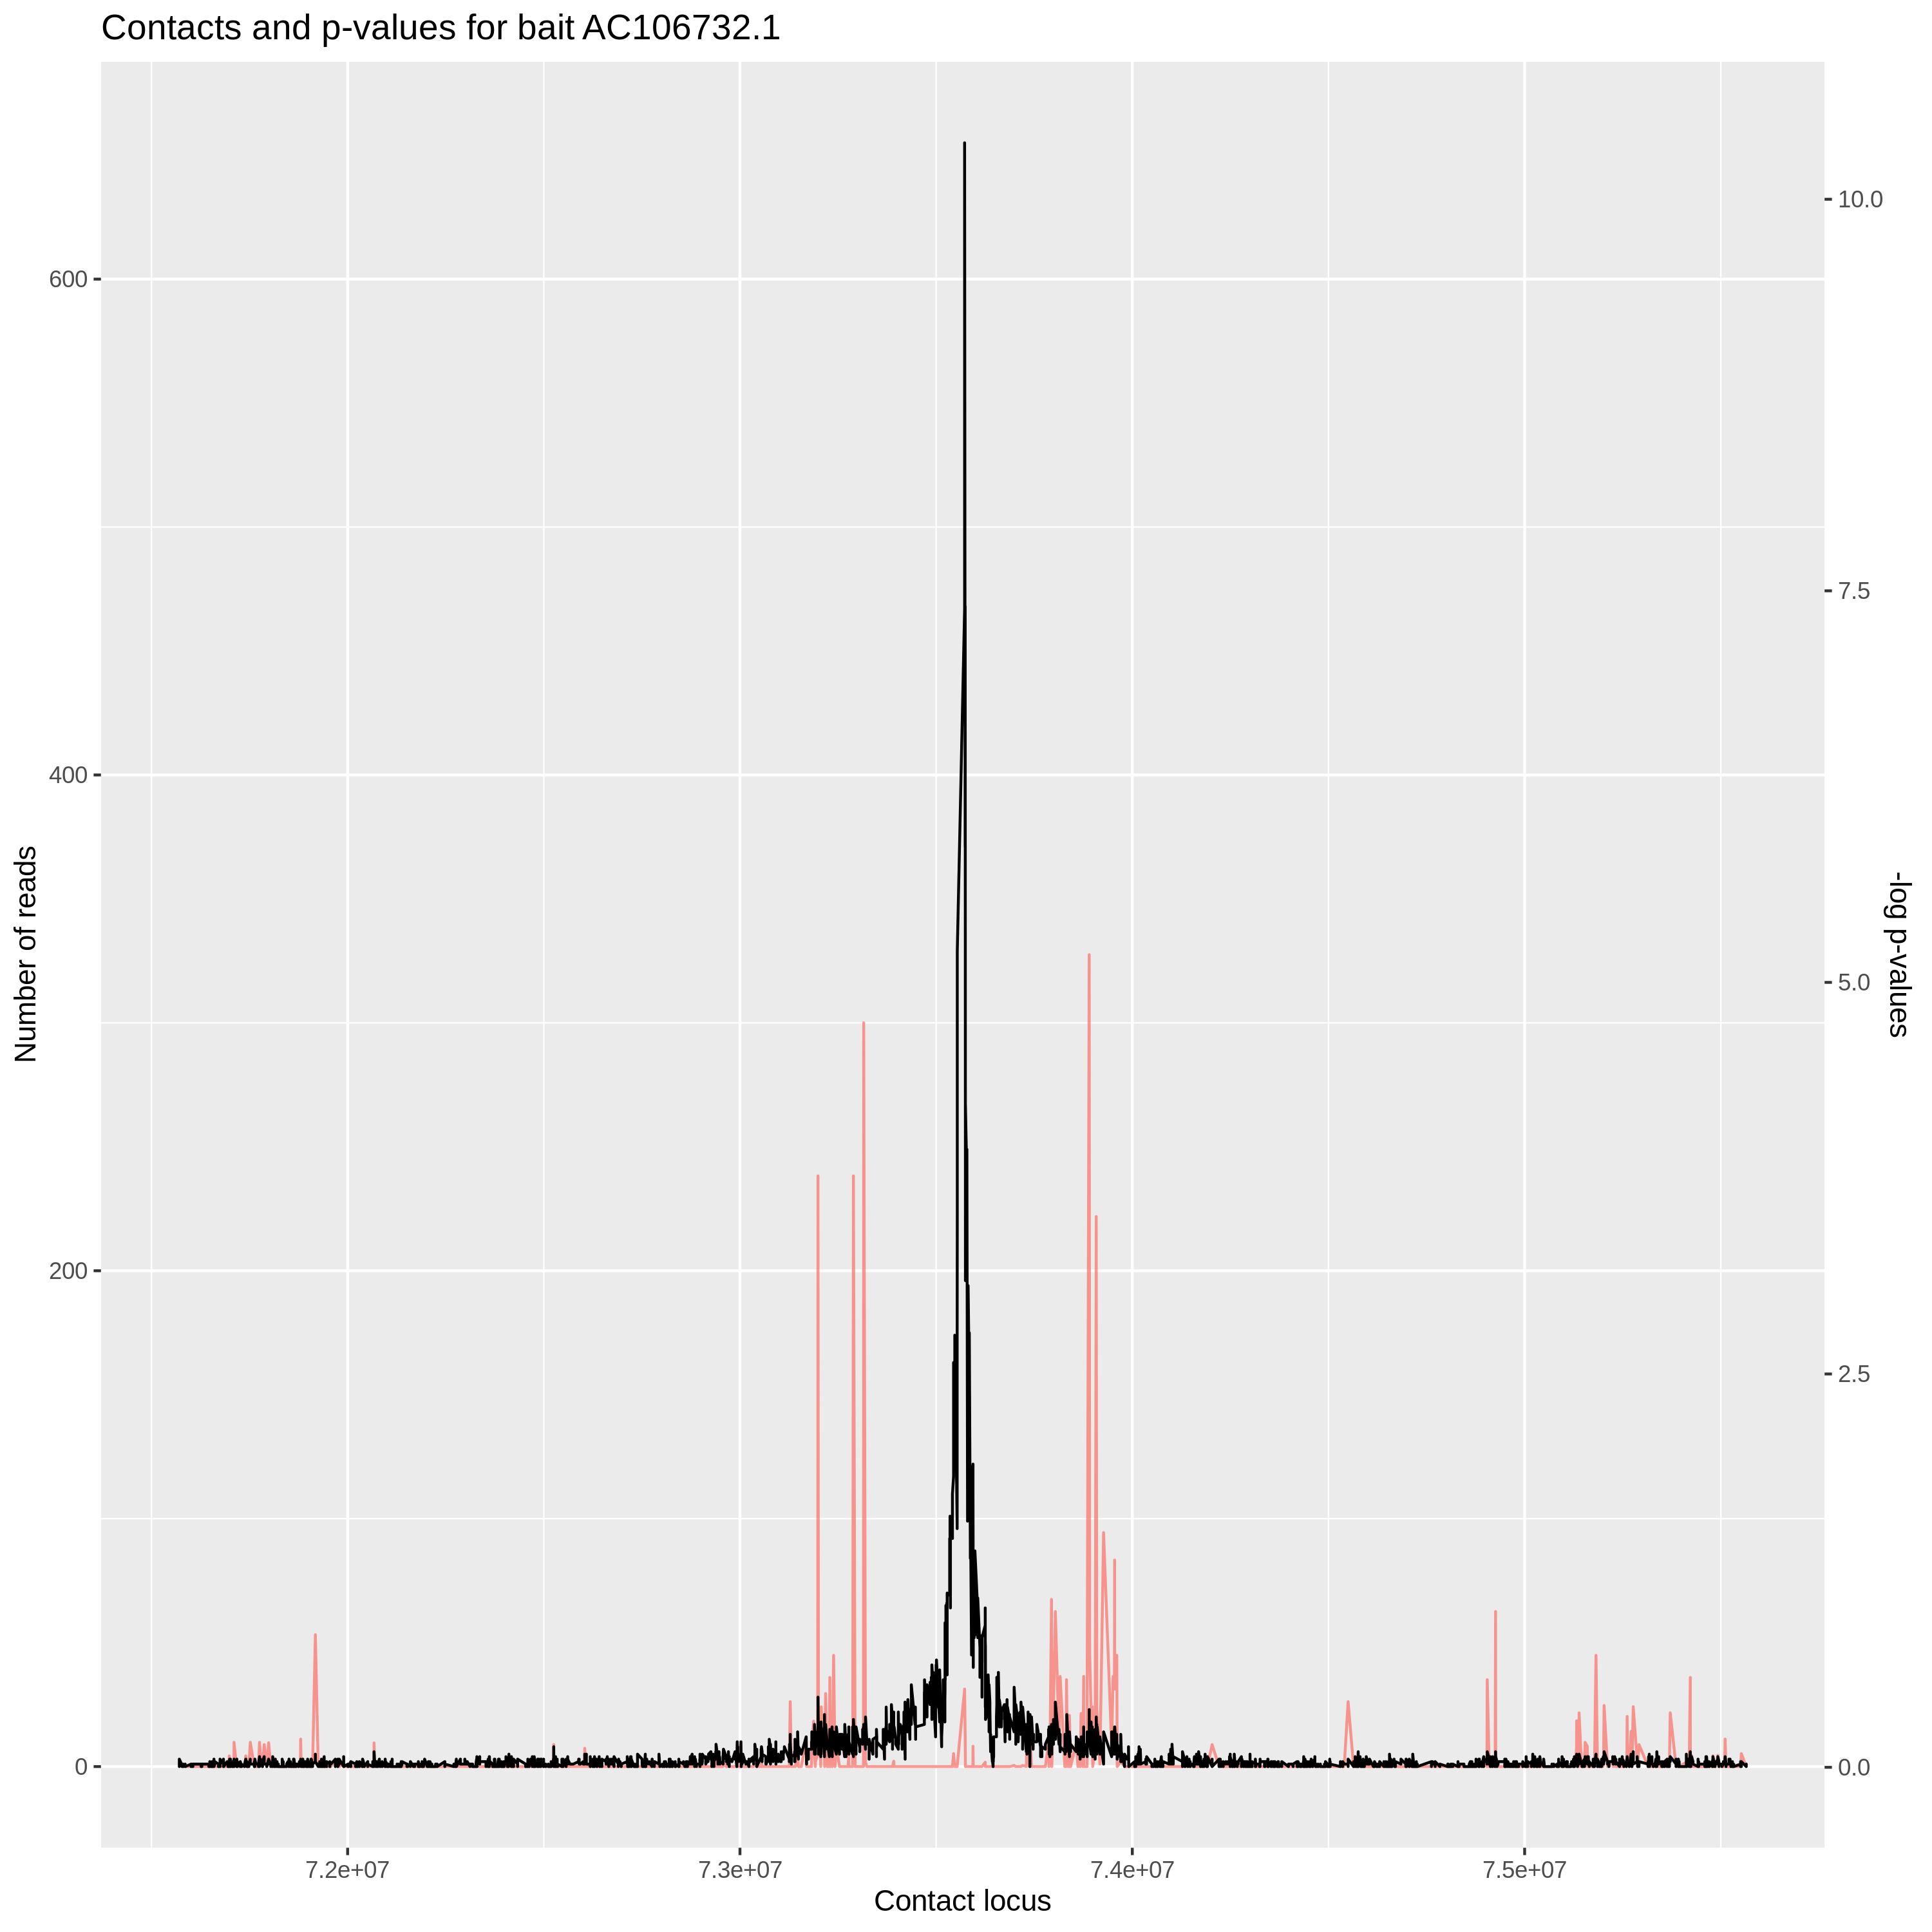 Contacts and p-values for bait AC106732.1
600
400
200
0
Number of reads
10.0
7.5
5.0
2.5
0.0
-log p-values
7.2e+07
7.3e+07
7.4e+07
7.5e+07
Contact locus